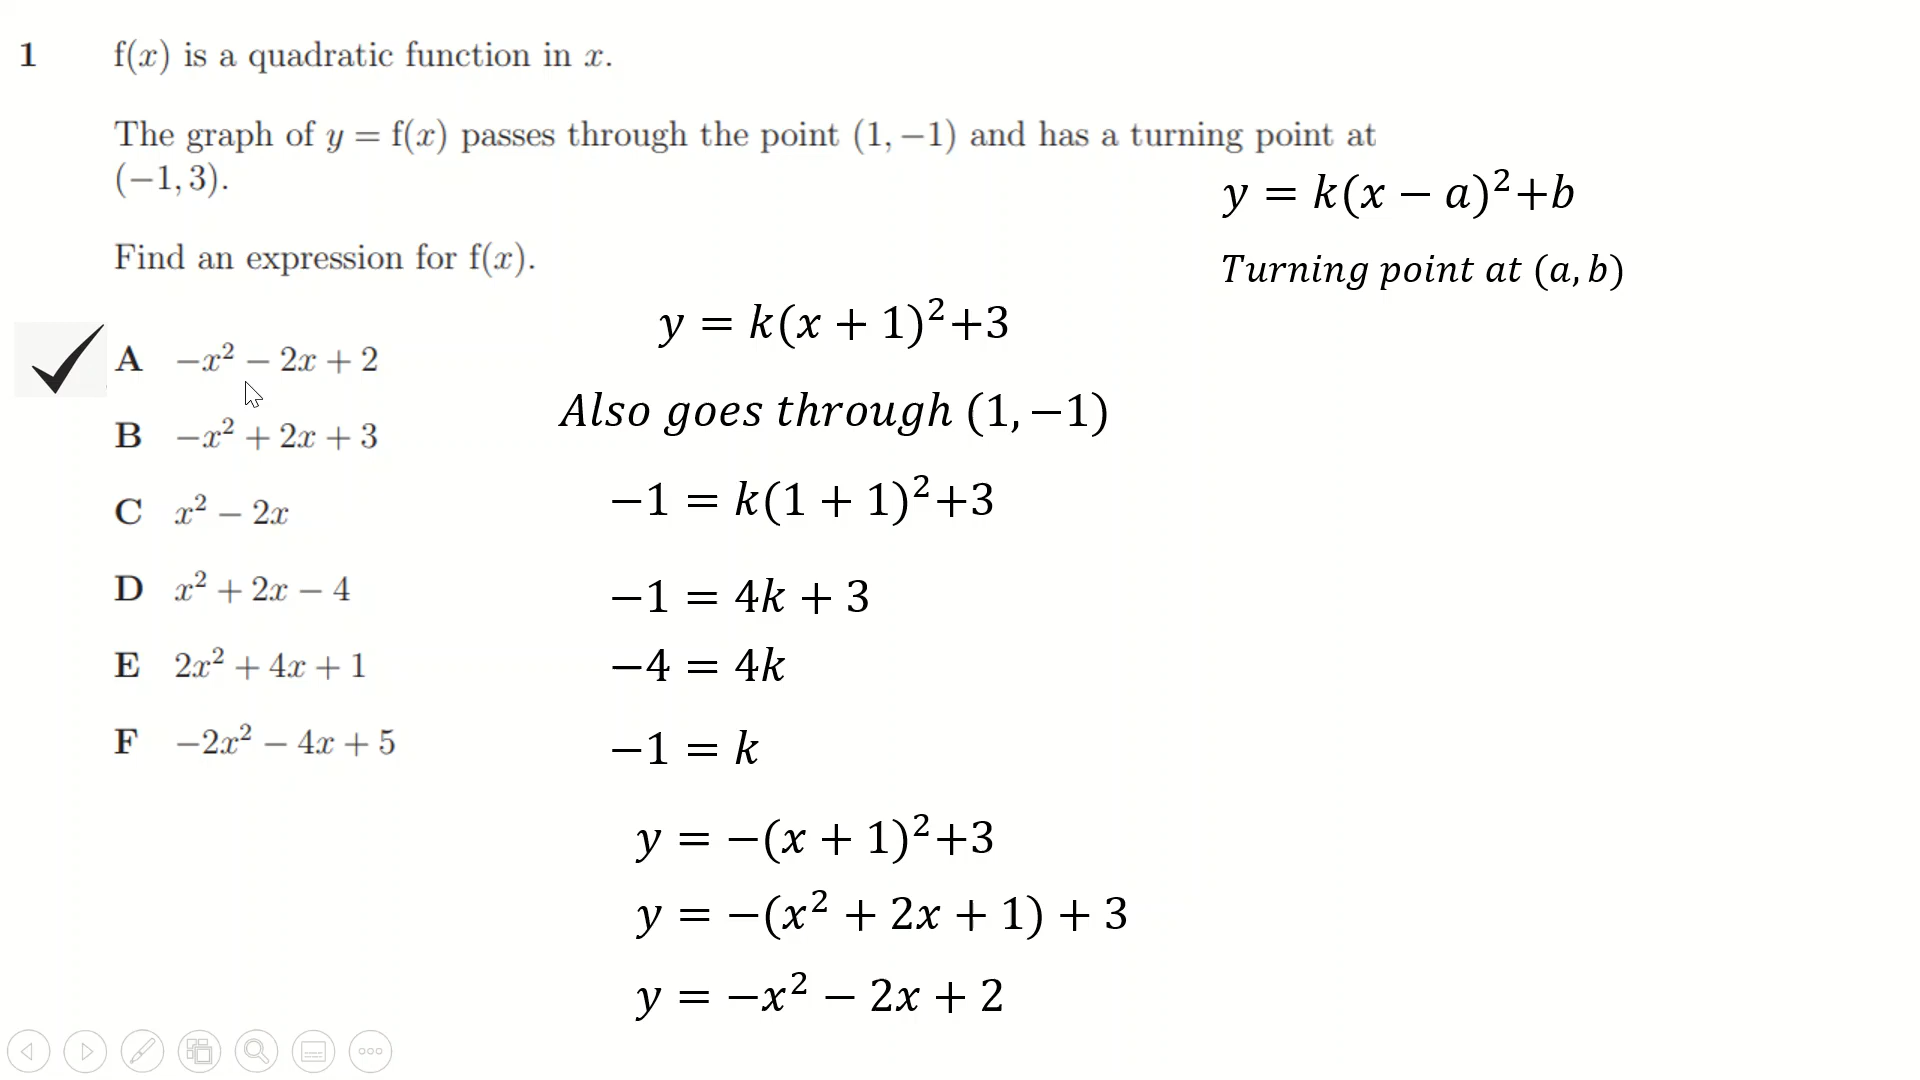 1 f(x) is a quadratic function in x.
The graph of y = f(x) passes through the point (1, −1) and has a turning point at
(−1, 3).
y = k(x − a)²+b
Find an expression for f(x).
Turning point at (a, b)
y = k(x + 1)²+3
A −x² − 2x + 2
Also goes through (1, −1)
B −x² + 2x + 3
−1 = k(1 + 1)²+3
C x² − 2x
D x² + 2x − 4
−1 = 4k + 3
E 2x² + 4x + 1
−4 = 4k
F −2x² − 4x + 5
−1 = k
y = −(x + 1)²+3
y = −(x² + 2x + 1) + 3
y = −x² − 2x + 2